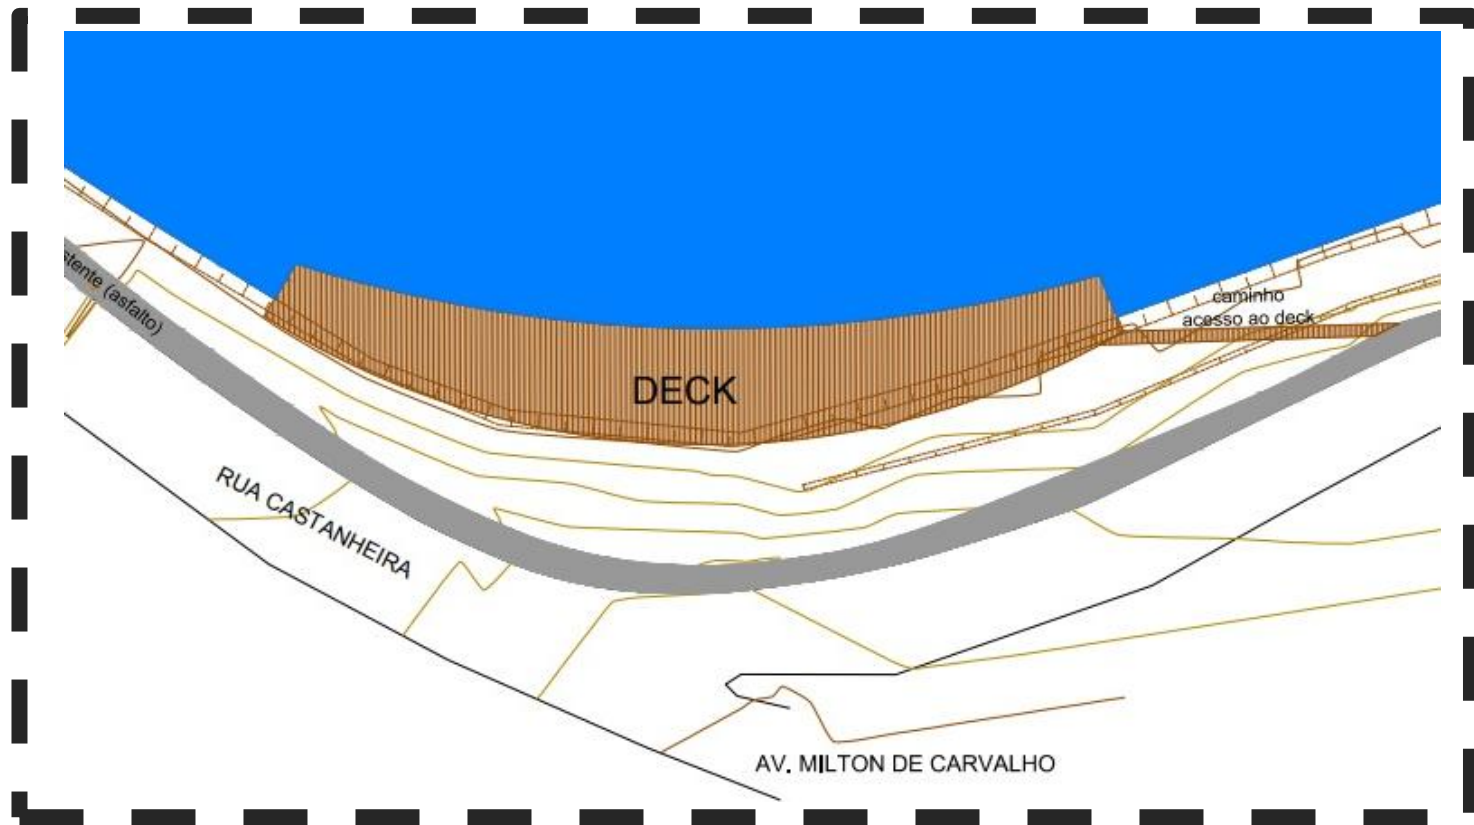 stente (asfalto)
caminho
acesso ao deck
DECK
RUA CASTANHEIRA
AV. MILTON DE CARVALHO